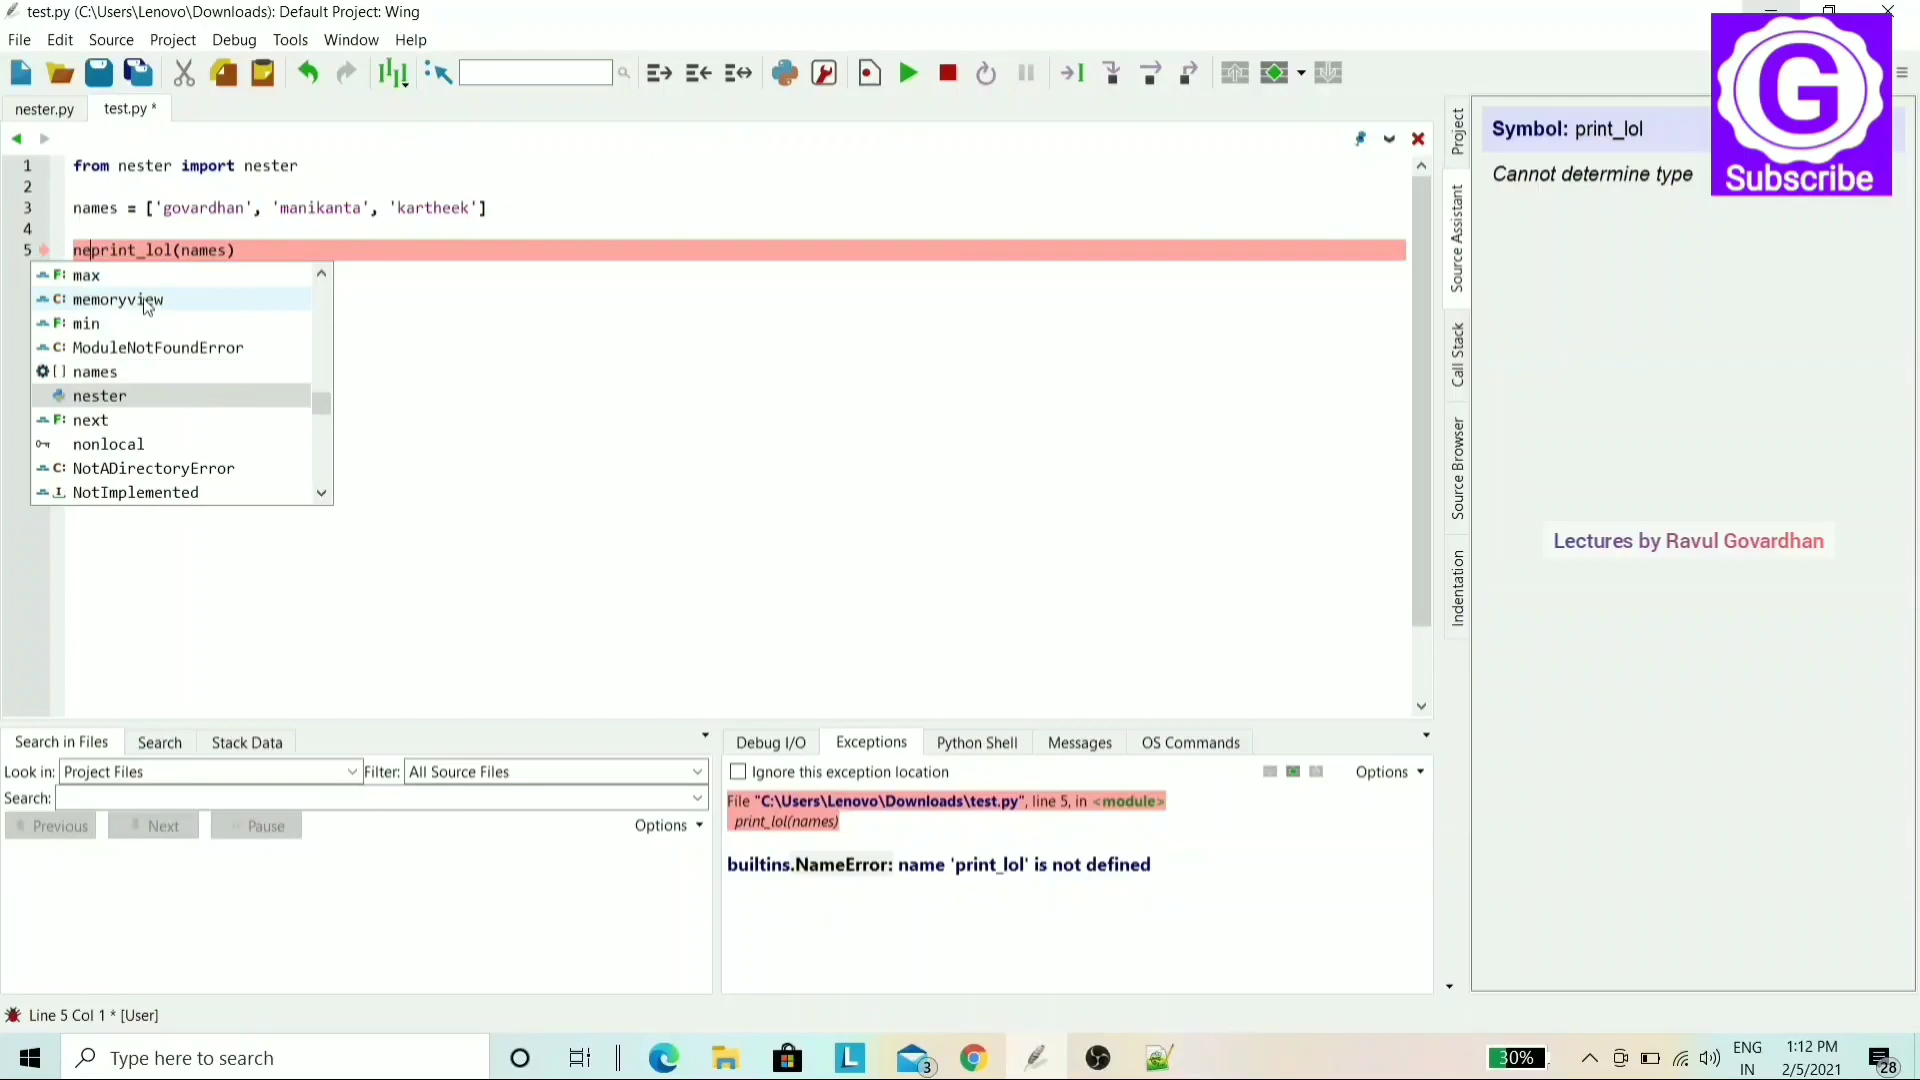 test.py (C:\Users\Lenovo\Downloads): Default Project: Wing
File Edit Source Project Debug Tools Window Help
nester.py test.py *
1 from nester import nester
2
3 names = ['govardhan', 'manikanta', 'kartheek']
4
5 neprint_lol(names)
F: max
C: memoryview
F: min
C: ModuleNotFoundError
[] names
nester
F: next
nonlocal
C: NotADirectoryError
I NotImplemented
Project
Source Assistant
Call Stack
Source Browser
Indentation
Symbol: print_lol
Cannot determine type
G
Subscribe
Lectures by Ravul Govardhan
Search in Files Search Stack Data
Look in: Project Files Filter: All Source Files
Search:
Previous Next Pause Options
Debug I/O Exceptions Python Shell Messages OS Commands
Ignore this exception location Options
File "C:\Users\Lenovo\Downloads\test.py", line 5, in <module>
print_lol(names)
builtins.NameError: name 'print_lol' is not defined
Line 5 Col 1 * [User]
Type here to search
L
3
30%
ENG
IN
1:12 PM
2/5/2021
28